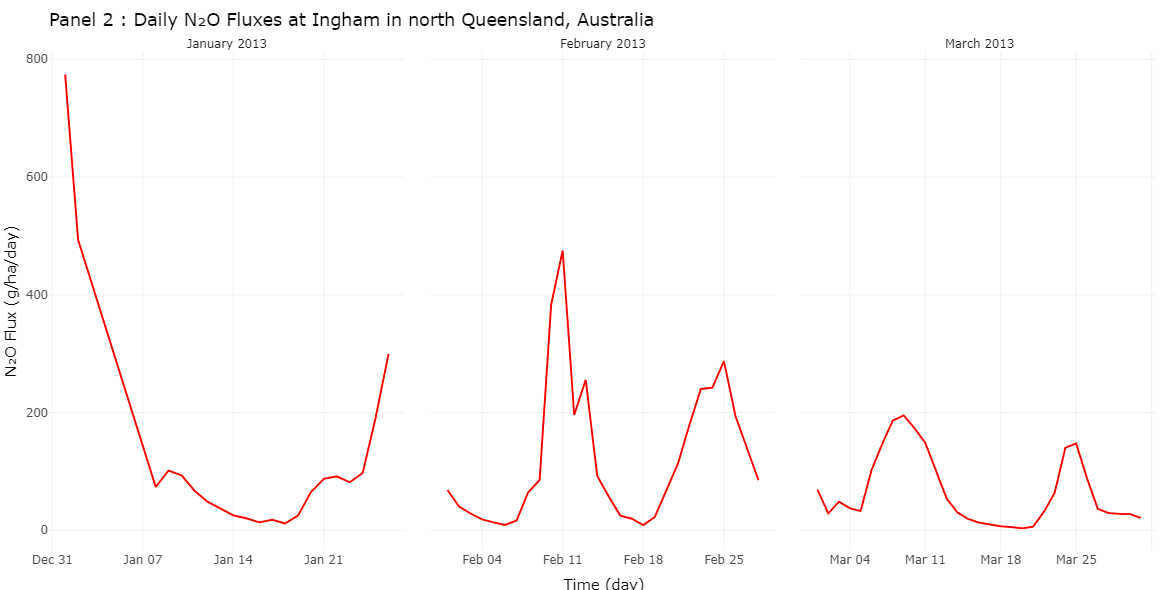 Panel 2 : Daily N₂O Fluxes at Ingham in north Queensland, Australia
January 2013
February 2013
March 2013
N₂O Flux (g/ha/day)
800
600
400
200
0
Dec 31
Jan 07
Jan 14
Jan 21
Feb 04
Feb 11
Feb 18
Feb 25
Mar 04
Mar 11
Mar 18
Mar 25
Time (day)